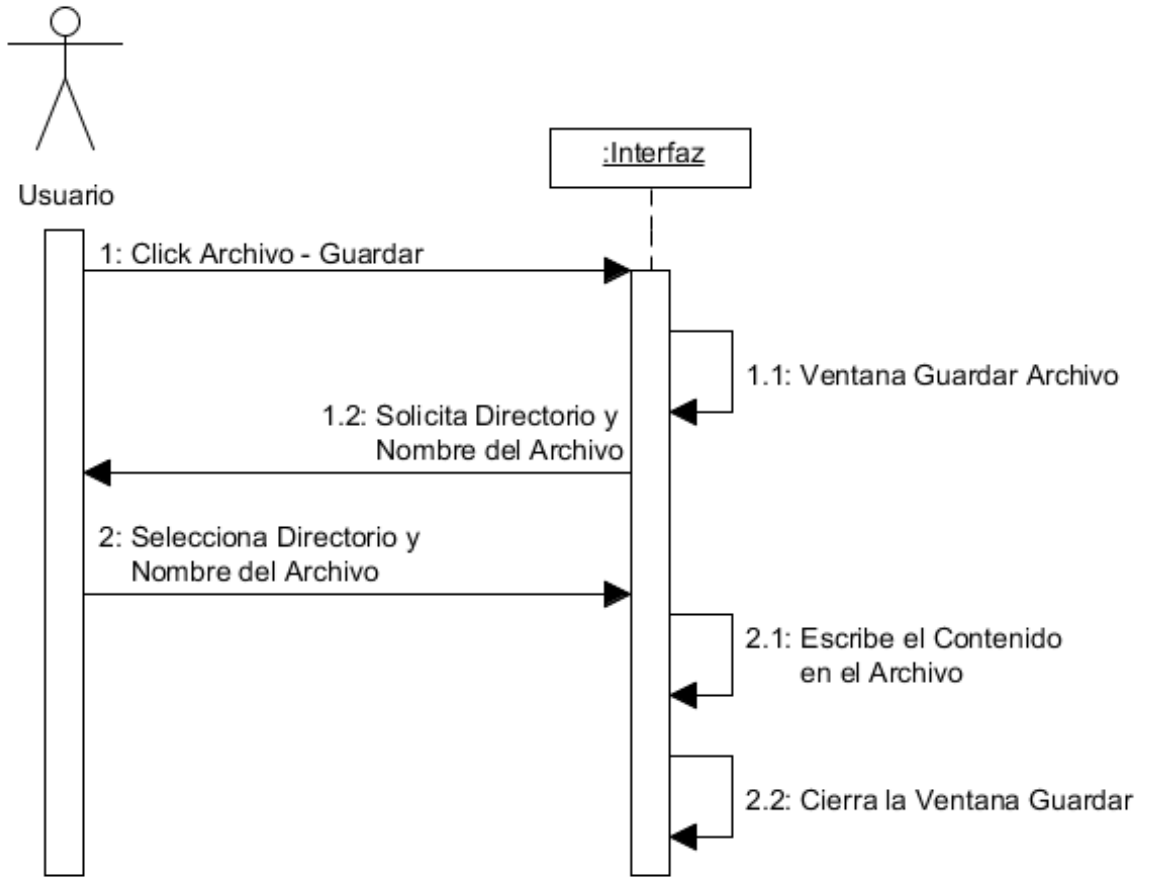 :Interfaz
Usuario
1: Click Archivo - Guardar
1.1: Ventana Guardar Archivo
1.2: Solicita Directorio y
Nombre del Archivo
2: Selecciona Directorio y
Nombre del Archivo
2.1: Escribe el Contenido
en el Archivo
2.2: Cierra la Ventana Guardar